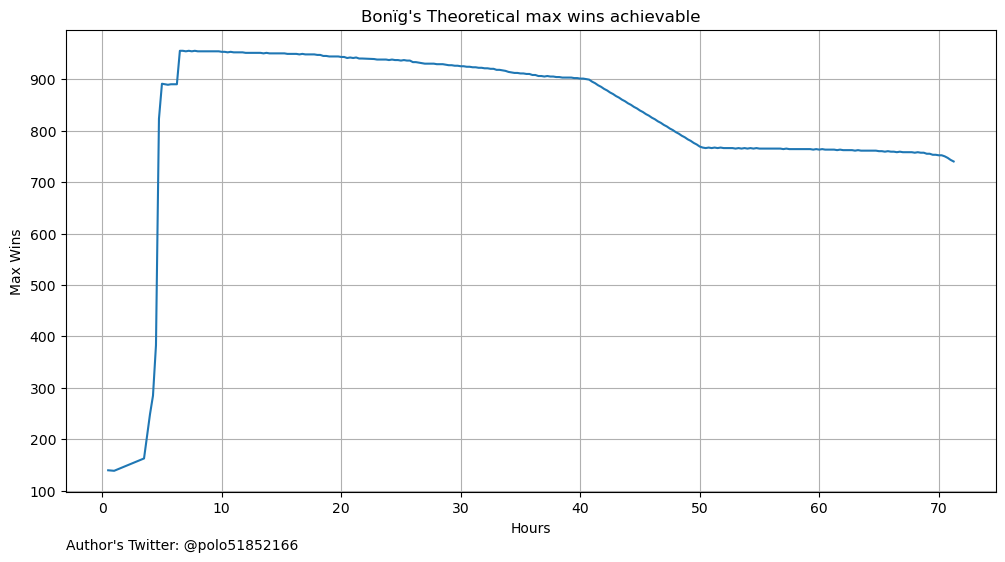 Bonïg's Theoretical max wins achievable
Max Wins
900
800
700
600
500
400
300
200
100
0 10 20 30 40 50 60 70
Hours
Author's Twitter: @polo51852166